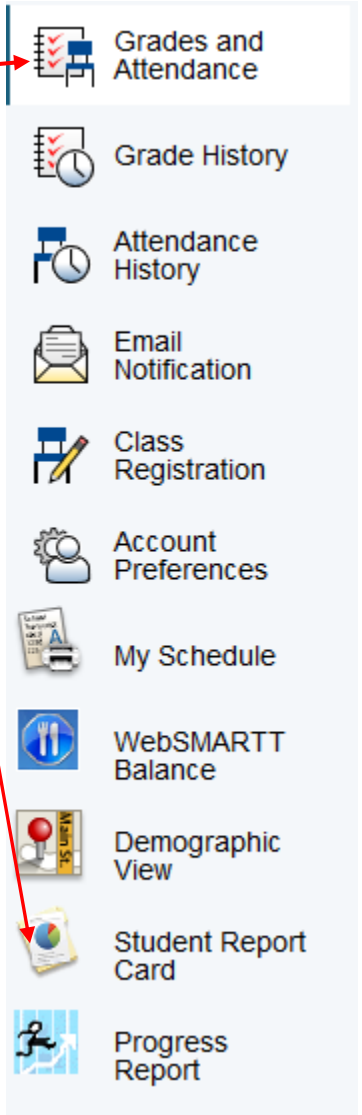 Grades and
Attendance
Grade History
Attendance
History
Email
Notification
Class
Registration
Account
Preferences
My Schedule
WebSMARTT
Balance
Main St.
Demographic
View
Student Report
Card
Progress
Report